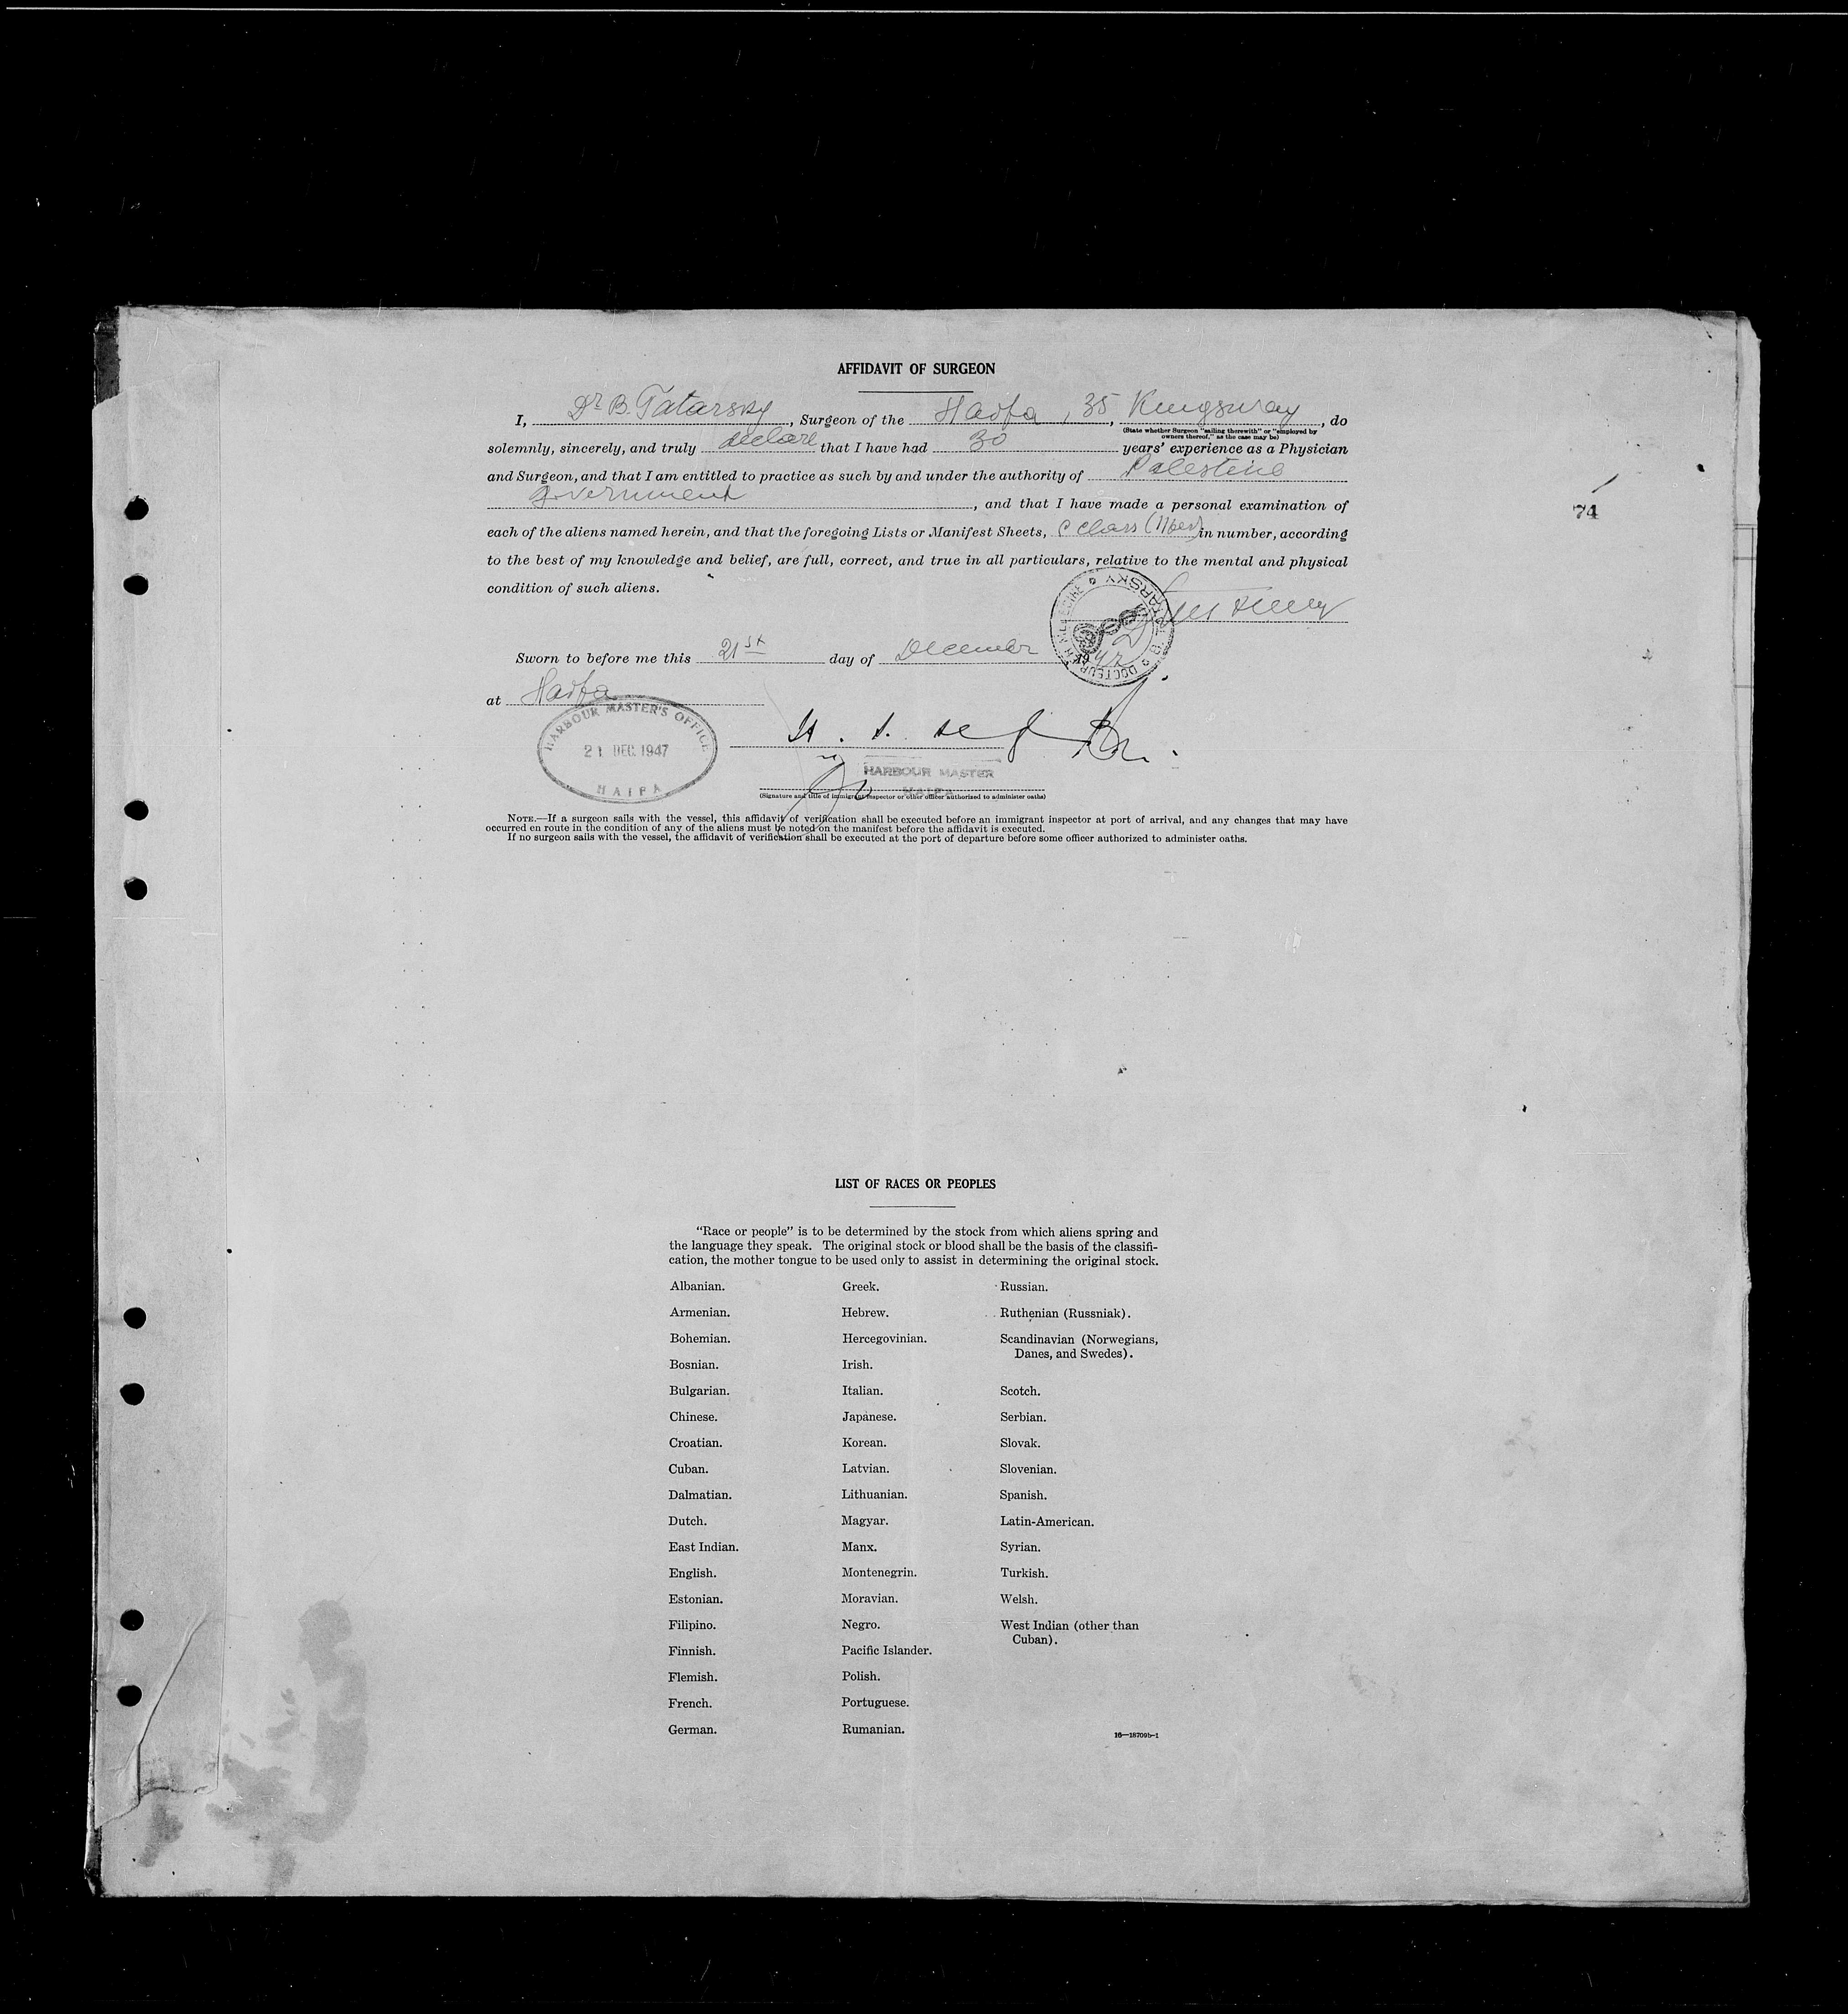 AFFIDAVIT OF SURGEON
I, Dr B. Tatarsky, Surgeon of the Haifa, 35 Kingsway, do
(State whether Surgeon "sailing therewith" or "employed by
owners thereof," as the case may be)
solemnly, sincerely, and truly declare that I have had 30 years' experience as a Physician
and Surgeon, and that I am entitled to practice as such by and under the authority of Palestine
Government, and that I have made a personal examination of
74
each of the aliens named herein, and that the foregoing Lists or Manifest Sheets, C Class in number, according
to the best of my knowledge and belief, are full, correct, and true in all particulars, relative to the mental and physical
condition of such aliens.
DOCTEUR EN MEDECINE
Sworn to before me this 21st day of December
at Haifa
HARBOUR MASTER'S OFFICE
21 DEC 1947
HAIFA
HARBOUR MASTER
HAIFA
(Signature and title of immigrant inspector or other officer authorized to administer oaths)
NOTE.—If a surgeon sails with the vessel, this affidavit of verification shall be executed before an immigrant inspector at port of arrival, and any changes that may have
occurred en route in the condition of any of the aliens must be noted on the manifest before the affidavit is executed.
If no surgeon sails with the vessel, the affidavit of verification shall be executed at the port of departure before some officer authorized to administer oaths.
LIST OF RACES OR PEOPLES
"Race or people" is to be determined by the stock from which aliens spring and
the language they speak. The original stock or blood shall be the basis of the classifi-
cation, the mother tongue to be used only to assist in determining the original stock.
Albanian.
Armenian.
Bohemian.
Bosnian.
Bulgarian.
Chinese.
Croatian.
Cuban.
Dalmatian.
Dutch.
East Indian.
English.
Estonian.
Filipino.
Finnish.
Flemish.
French.
German.
Greek.
Hebrew.
Hercegovinian.
Irish.
Italian.
Japanese.
Korean.
Latvian.
Lithuanian.
Magyar.
Manx.
Montenegrin.
Moravian.
Negro.
Pacific Islander.
Polish.
Portuguese.
Rumanian.
Russian.
Ruthenian (Russniak).
Scandinavian (Norwegians,
Danes, and Swedes).
Scotch.
Serbian.
Slovak.
Slovenian.
Spanish.
Latin-American.
Syrian.
Turkish.
Welsh.
West Indian (other than
Cuban).
16—18709b-1